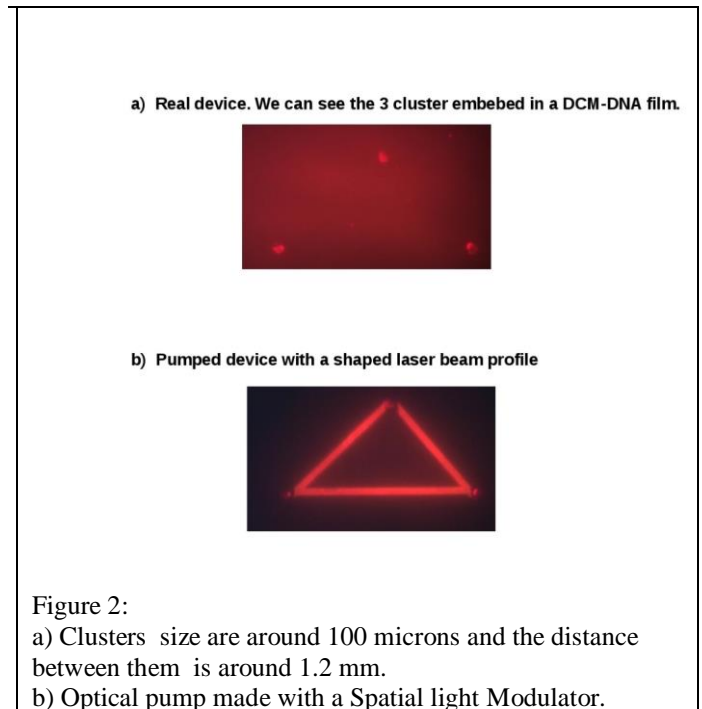 a) Real device. We can see the 3 cluster embebed in a DCM-DNA film.
b) Pumped device with a shaped laser beam profile
Figure 2:
a) Clusters size are around 100 microns and the distance
between them is around 1.2 mm.
b) Optical pump made with a Spatial light Modulator.